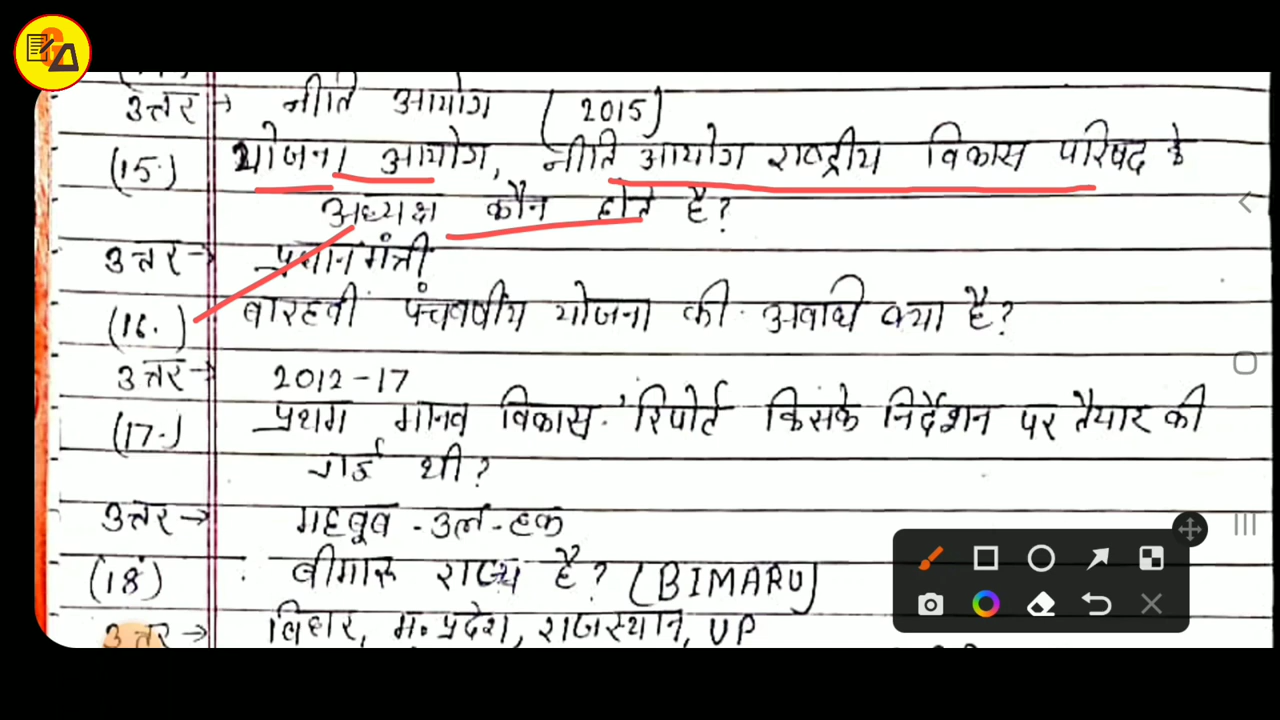 उत्तर → नीति आयोग (2015)
(15.) योजना आयोग, नीति आयोग राष्ट्रीय विकास परिषद के
अध्यक्ष कौन होते है?
उत्तर → प्रधानमंत्री
(16.) बारहवी पंचवर्षीय योजना की अवधि क्या है?
उत्तर → 2012-17
(17.) प्रथम मानव विकास रिपोर्ट किसके निर्देशन पर तैयार की
गई थी?
उत्तर → महबूब-उल-हक
(18) बीमारू राज्य है? (BIMARU)
उत्तर → बिहार, म. प्रदेश, राजस्थान, UP